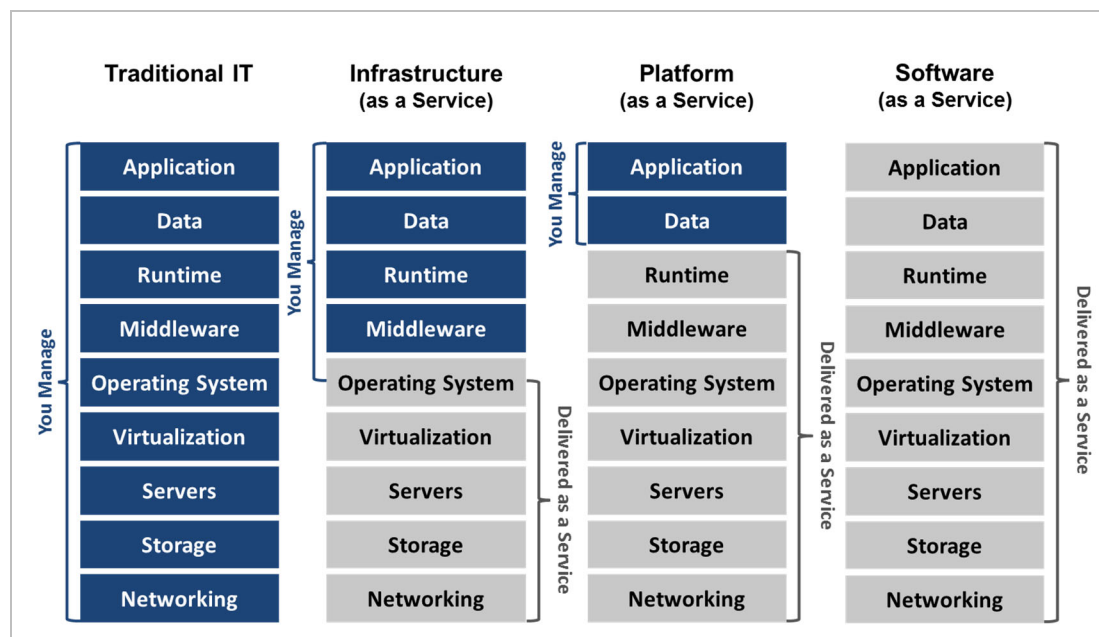 Traditional IT
Infrastructure
(as a Service)
Platform
(as a Service)
Software
(as a Service)
You Manage
Application
Data
Runtime
Middleware
Operating System
Virtualization
Servers
Storage
Networking
You Manage
Application
Data
Runtime
Middleware
Operating System
Virtualization
Servers
Storage
Networking
Delivered as a Service
You Manage
Application
Data
Runtime
Middleware
Operating System
Virtualization
Servers
Storage
Networking
Delivered as a Service
Application
Data
Runtime
Middleware
Operating System
Virtualization
Servers
Storage
Networking
Delivered as a Service